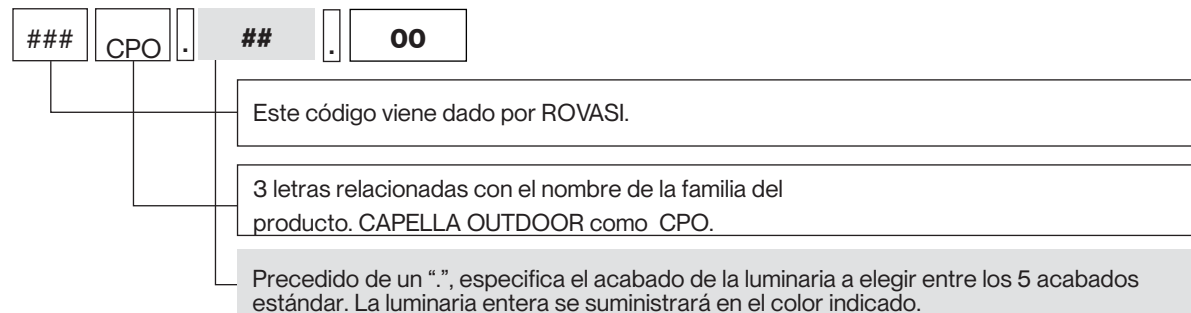 ### CPO . ## . 00
Este código viene dado por ROVASI.
3 letras relacionadas con el nombre de la familia del
producto. CAPELLA OUTDOOR como  CPO.
Precedido de un “.”, especifica el acabado de la luminaria a elegir entre los 5 acabados
estándar. La luminaria entera se suministrará en el color indicado.